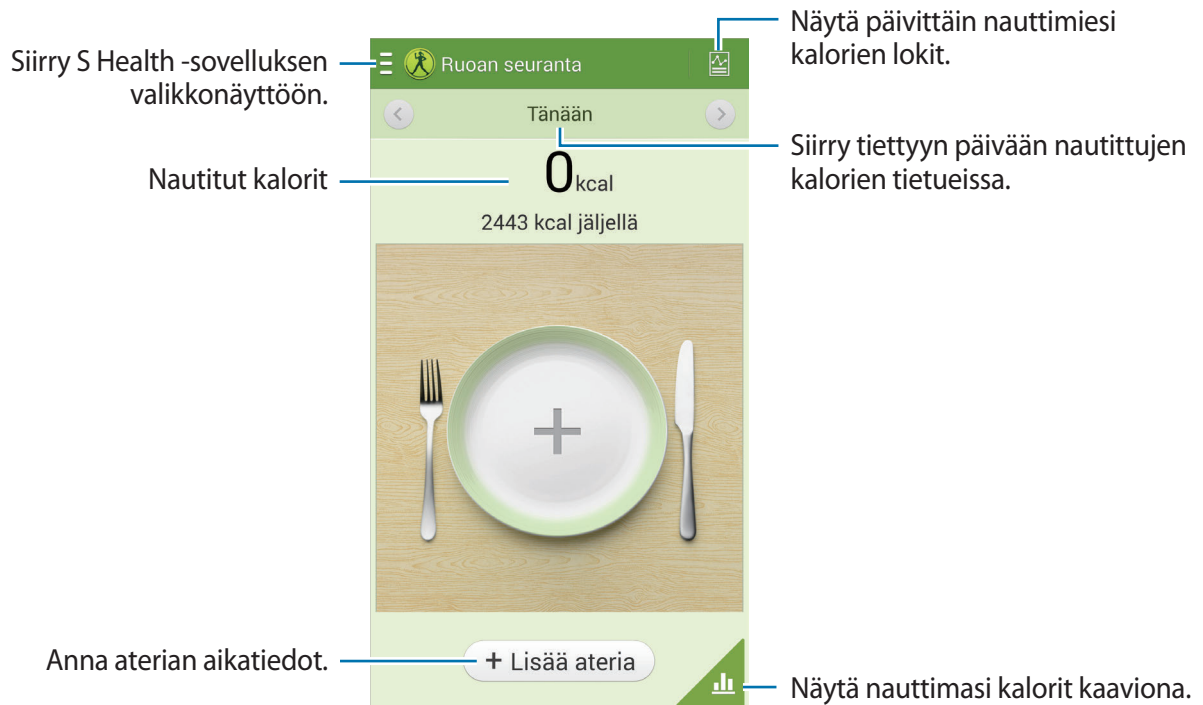 Näytä päivittäin nauttimiesi
kalorien lokit.
Siirry S Health -sovelluksen
valikkonäyttöön.
Ruoan seuranta
Tänään
Siirry tiettyyn päivään nautittujen
kalorien tietueissa.
Nautitut kalorit
0kcal
2443 kcal jäljellä
Anna aterian aikatiedot.
+ Lisää ateria
Näytä nauttimasi kalorit kaaviona.